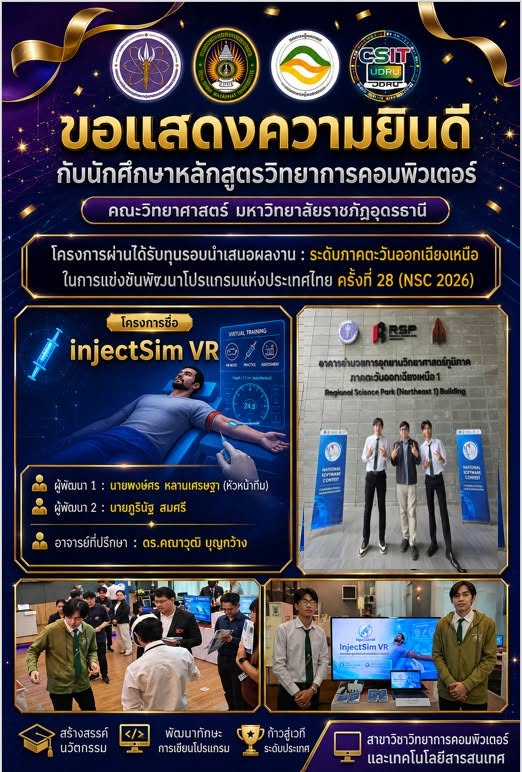 CSIT
UDRU
ขอแสดงความยินดี
กับนักศึกษาหลักสูตรวิทยาการคอมพิวเตอร์
คณะวิทยาศาสตร์ มหาวิทยาลัยราชภัฏอุดรธานี
โครงการผ่านได้รับทุนรอบนำเสนอผลงาน : ระดับภาคตะวันออกเฉียงเหนือ
ในการแข่งขันพัฒนาโปรแกรมแห่งประเทศไทย ครั้งที่ 28 (NSC 2026)
โครงการชื่อ
injectSim VR
VIRTUAL TRAINING
24.8
ผู้พัฒนา 1 : นายพงษ์ศร หลานเศรษฐา (หัวหน้าทีม)
ผู้พัฒนา 2 : นายภูรินัฐ สมศรี
อาจารย์ที่ปรึกษา : ดร.คณาวุฒิ บุญกว้าง
RSP
อาคารอำนวยการอุทยานวิทยาศาสตร์ภูมิภาค
ภาคตะวันออกเฉียงเหนือ 1
Regional Science Park (Northeast 1) Building
NATIONAL
SOFTWARE
CONTEST
NATIONAL
SOFTWARE
CONTEST
InjectSim VR
สร้างสรรค์
นวัตกรรม
พัฒนาทักษะ
การเขียนโปรแกรม
ก้าวสู่เวที
ระดับประเทศ
สาขาวิชาวิทยาการคอมพิวเตอร์
และเทคโนโลยีสารสนเทศ